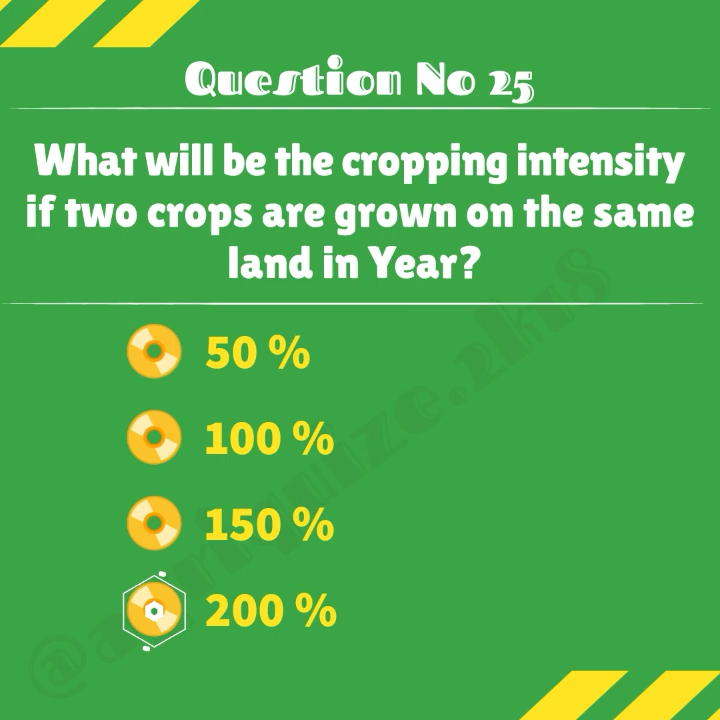 Question No 25
What will be the cropping intensity
if two crops are grown on the same
land in Year?
50 %
100 %
150 %
200 %